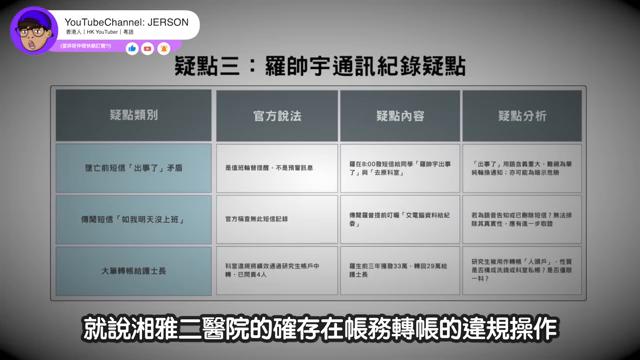 YouTubeChannel: JERSON
香港人 | HK YouTuber | 粵語
疑點三：羅帥宇通訊紀錄疑點
疑點類別 官方說法 疑點內容 疑點分析
墜亡前短信「出事了」矛盾
是值班輪替提醒，不是預警訊息
羅在8:00發短信給同學「羅帥宇出事
了」與「去原科室」
「出事了」用語含義重大，難視為單
純輪換通知；亦可能為暗示危險
傳聞短信「如我明天沒上班」
官方稱查無此短信記錄
傳聞羅曾提前叮囑「交電腦資料給紀
委」
若為語音告知或已刪除短信？無法排
除其真實性，應有進一步取證
大筆轉帳給護士長
科室違規將績效通過研究生帳戶中
轉，已問責4人
羅生前三年獲發33萬，轉回29萬給
護士長
研究生被用作轉帳「人頭戶」，性質
是否構成洗錢或科室私帳？是否僅限
一科？
就說湘雅二醫院的確存在帳務轉帳的違規操作